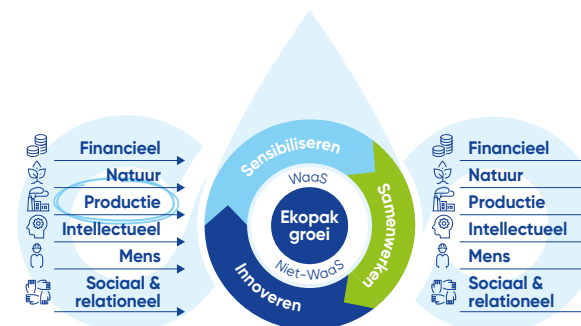 Financieel
Natuur
Productie
Intellectueel
Mens
Sociaal &
relationeel
Sensibiliseren
WaaS
Samenwerken
Ekopak
groei
Niet-WaaS
Innoveren
Financieel
Natuur
Productie
Intellectueel
Mens
Sociaal &
relationeel